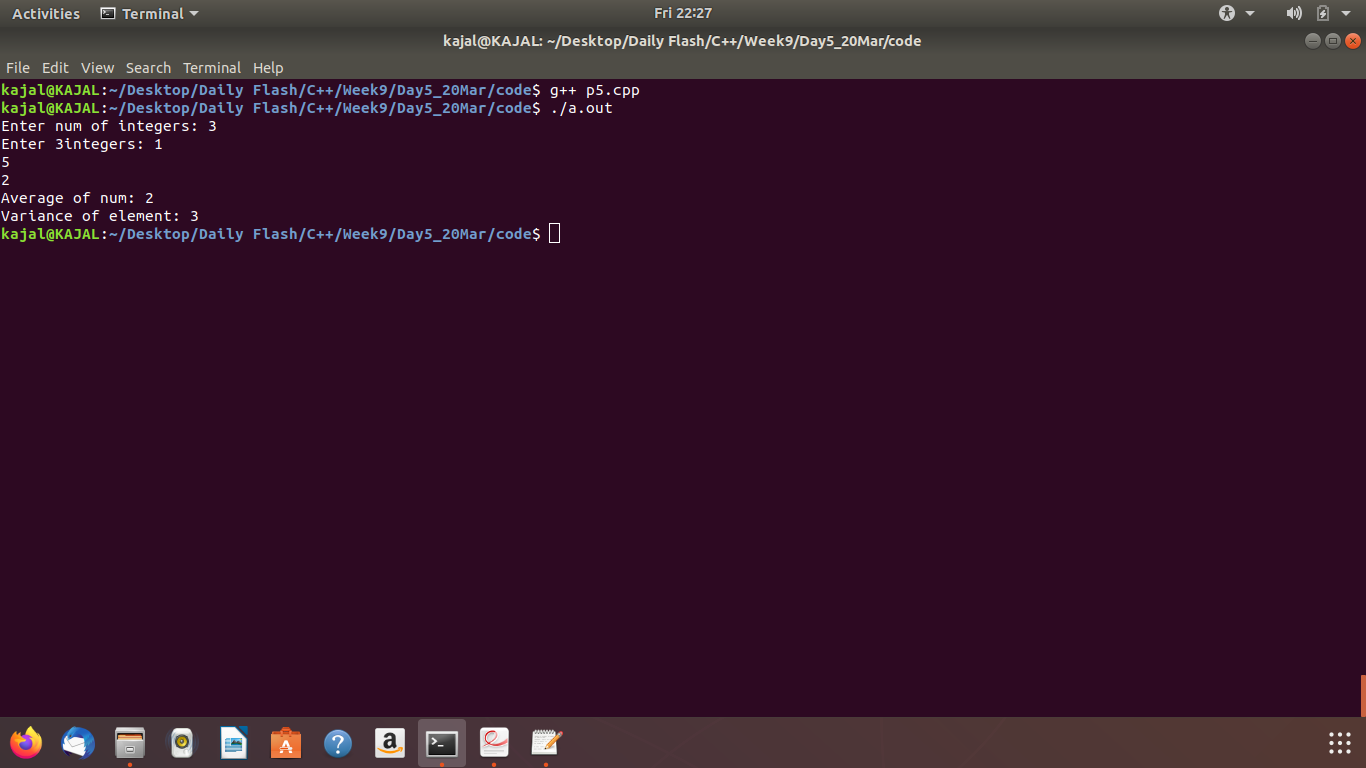 Activities Terminal Fri 22:27
kajal@KAJAL: ~/Desktop/Daily Flash/C++/Week9/Day5_20Mar/code
File Edit View Search Terminal Help
kajal@KAJAL:~/Desktop/Daily Flash/C++/Week9/Day5_20Mar/code$ g++ p5.cpp
kajal@KAJAL:~/Desktop/Daily Flash/C++/Week9/Day5_20Mar/code$ ./a.out
Enter num of integers: 3
Enter 3integers: 1
5
2
Average of num: 2
Variance of element: 3
kajal@KAJAL:~/Desktop/Daily Flash/C++/Week9/Day5_20Mar/code$